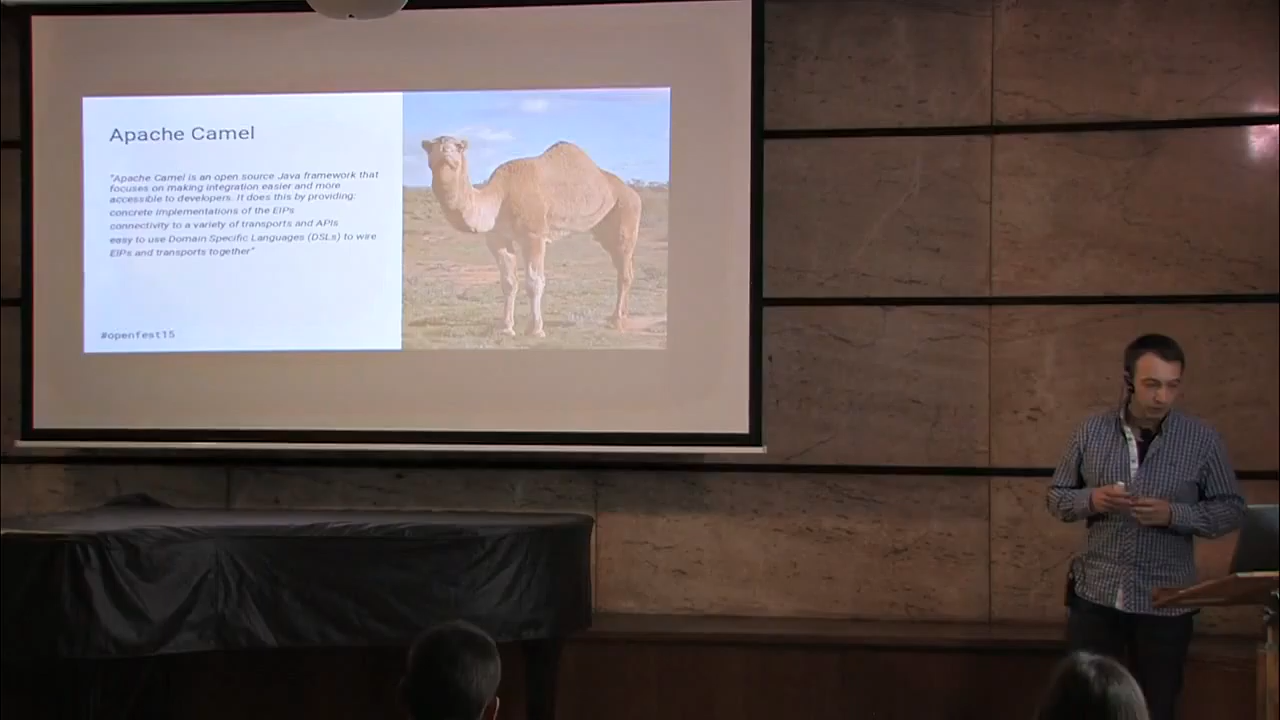 Apache Camel
"Apache Camel is an open source Java framework that
focuses on making integration easier and more
accessible to developers. It does this by providing:
concrete implementations of the EIPs
connectivity to a variety of transports and APIs
easy to use Domain Specific Languages (DSLs) to wire
EIPs and transports together"
#openfest15